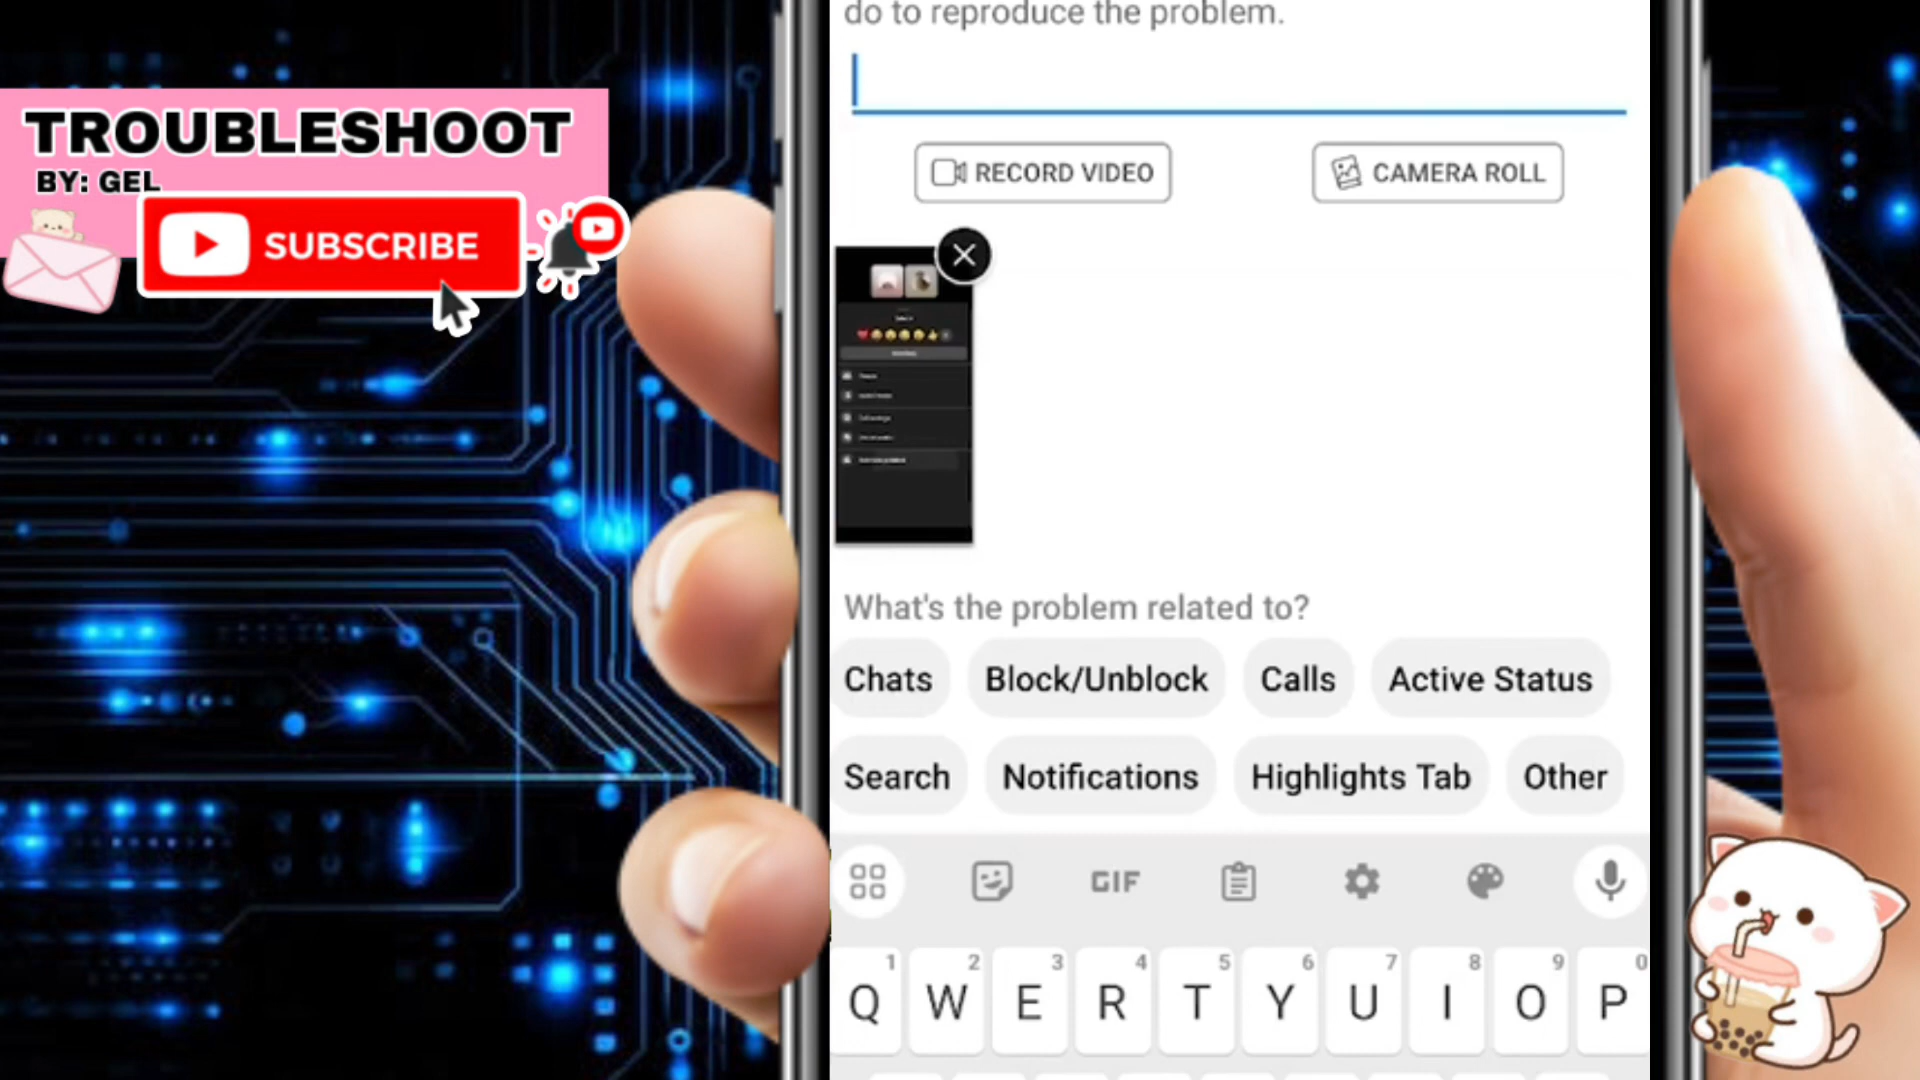 TROUBLESHOOT
BY: GEL
SUBSCRIBE
do to reproduce the problem.
RECORD VIDEO
CAMERA ROLL
What's the problem related to?
Chats
Block/Unblock
Calls
Active Status
Search
Notifications
Highlights Tab
Other
GIF
1 2 3 4 5 6 7 8 9 0
Q W E R T Y U I O P